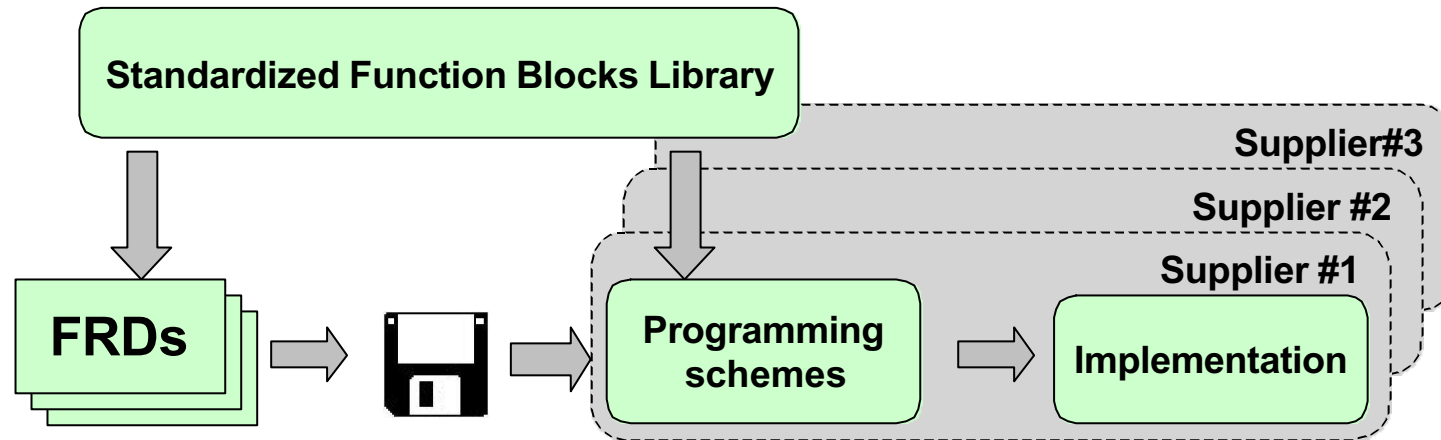 Standardized Function Blocks Library
Supplier#3
Supplier #2
Supplier #1
FRDs
Programming
schemes
Implementation